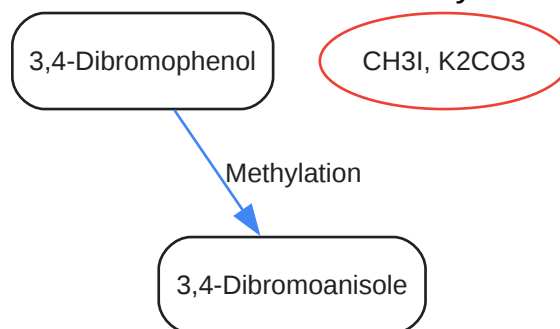 3,4-Dibromophenol
CH3I, K2CO3
Methylation
3,4-Dibromoanisole